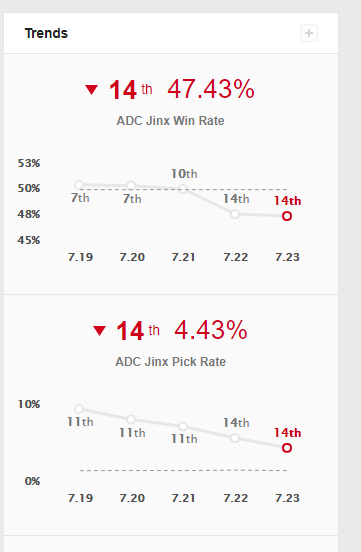 Trends +
14 th 47.43%
ADC Jinx Win Rate
53%
10th
50%
7th 7th 14th 14th
48%
45%
7.19 7.20 7.21 7.22 7.23
14 th 4.43%
ADC Jinx Pick Rate
10%
11th 11th 11th 14th 14th
0%
7.19 7.20 7.21 7.22 7.23